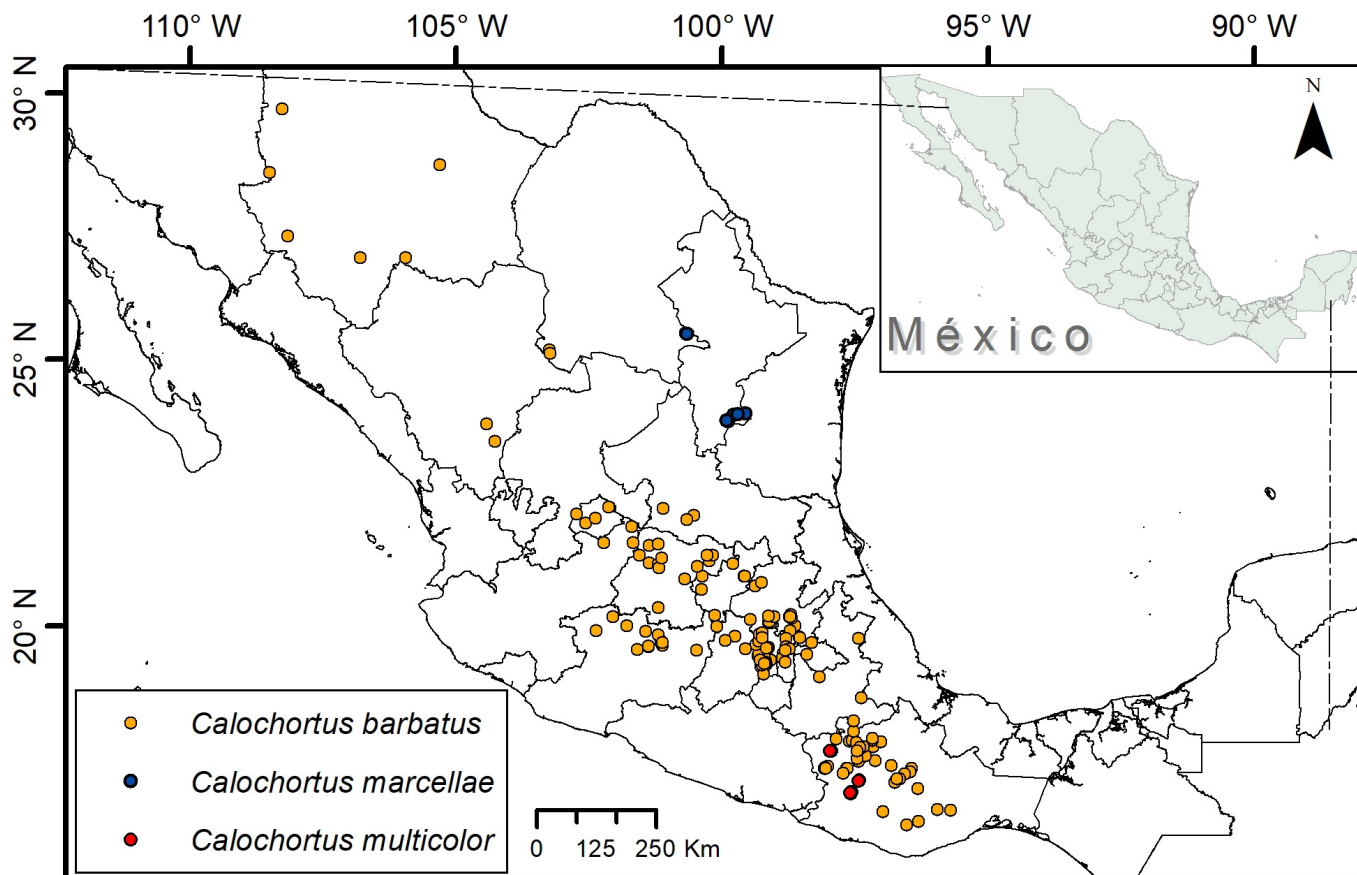 110° W
105° W
100° W
95° W
90° W
30° N
25° N
20° N
N
México
Calochortus barbatus
Calochortus marcellae
Calochortus multicolor
0 125 250 Km